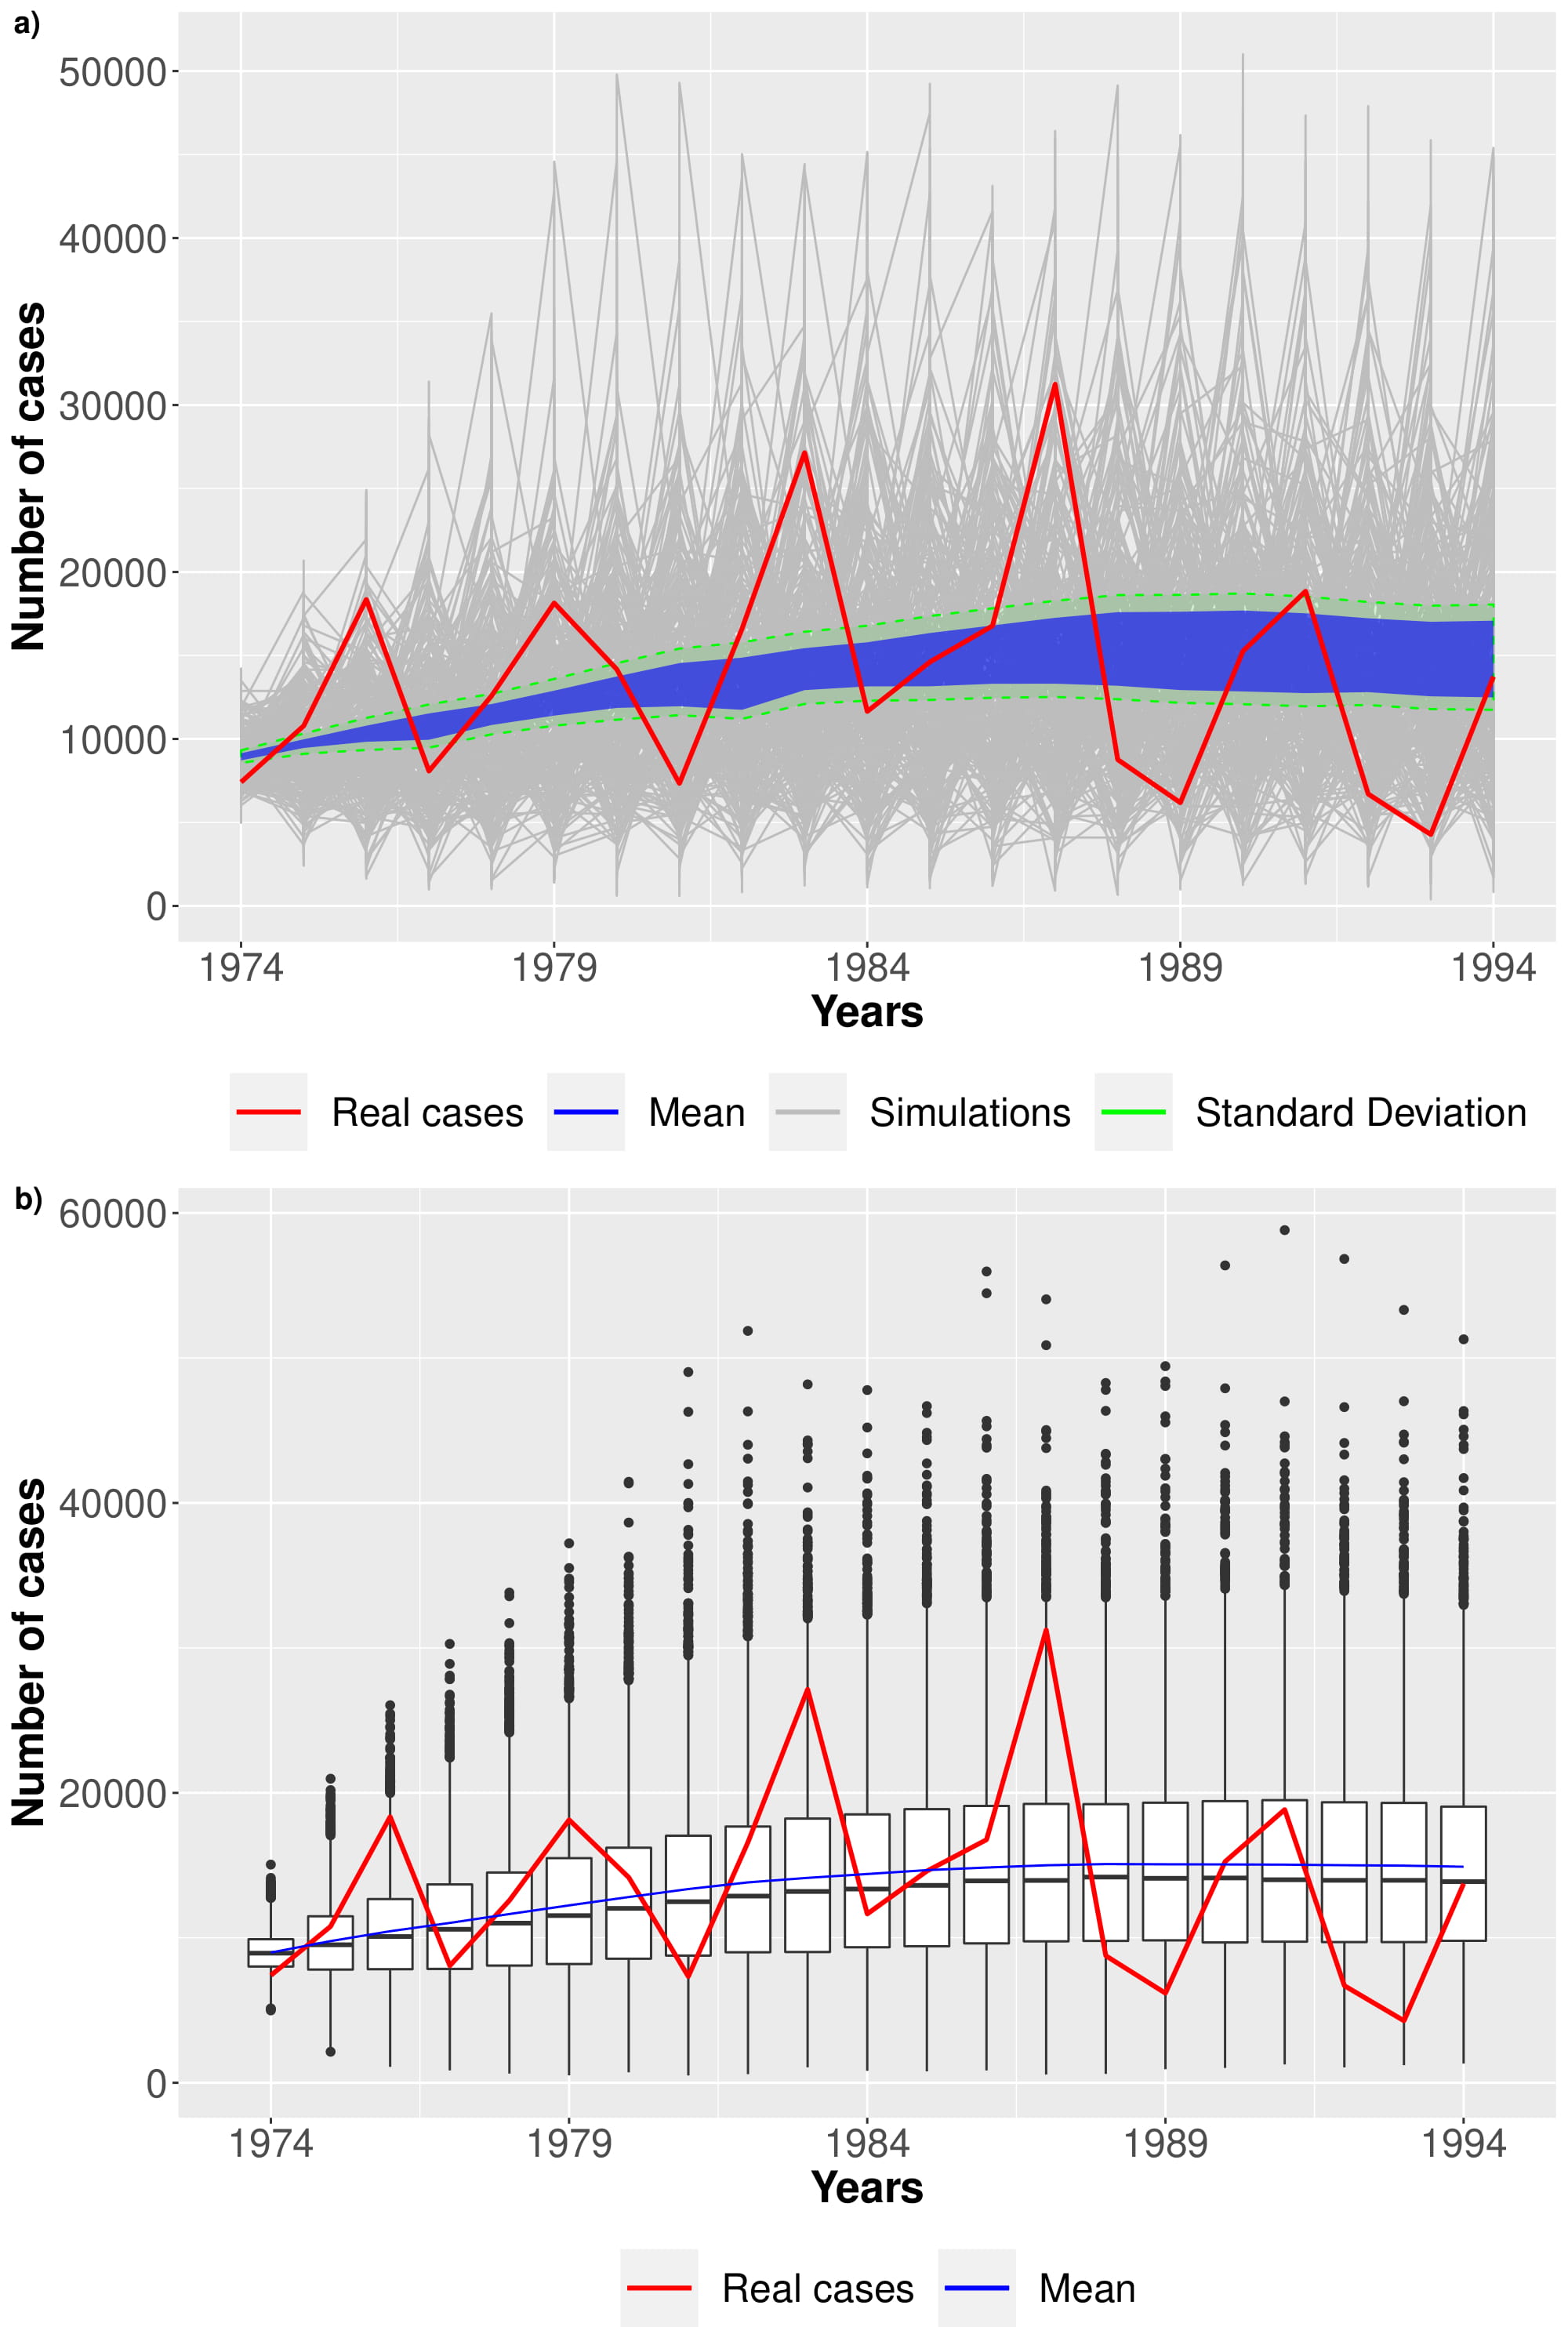 a)
50000
40000
30000
20000
10000
0
Number of cases
1974 1979 1984 1989 1994
Years
Real cases Mean Simulations Standard Deviation
b)
60000
40000
20000
0
Number of cases
1974 1979 1984 1989 1994
Years
Real cases Mean